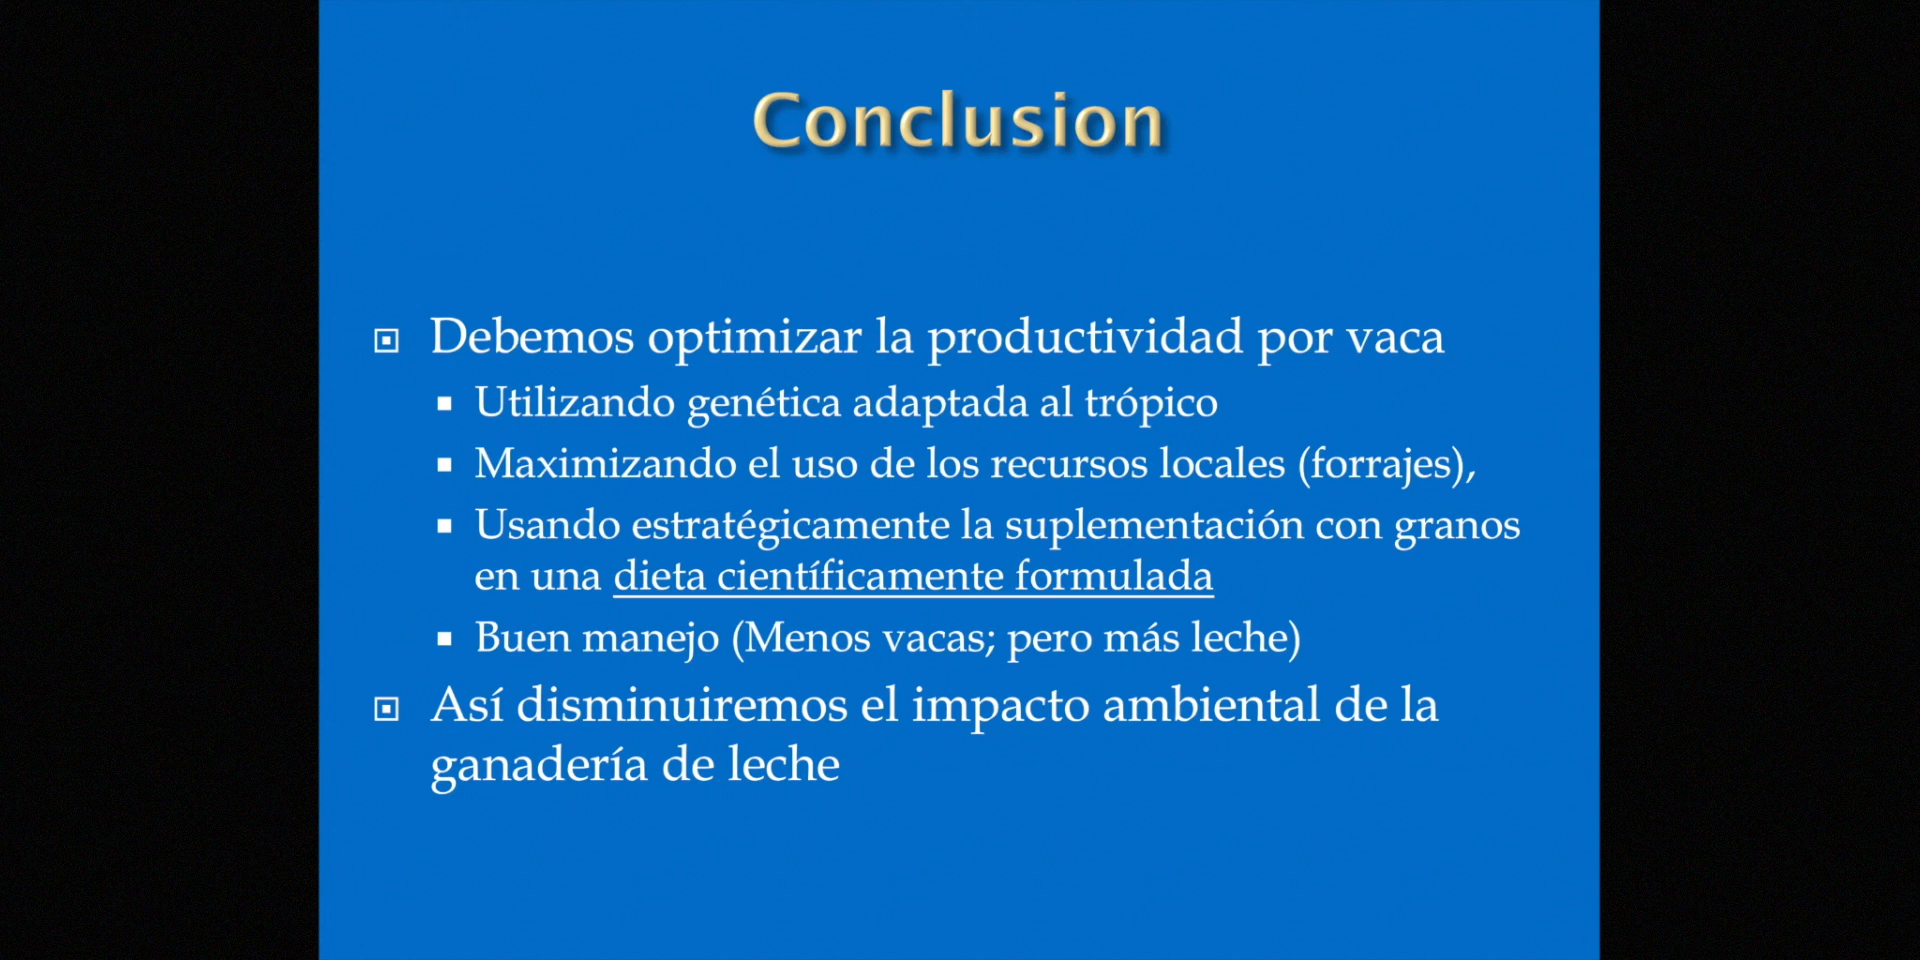 Conclusion
Debemos optimizar la productividad por vaca
Utilizando genética adaptada al trópico
Maximizando el uso de los recursos locales (forrajes),
Usando estratégicamente la suplementación con granos
en una dieta científicamente formulada
Buen manejo (Menos vacas; pero más leche)
Así disminuiremos el impacto ambiental de la
ganadería de leche